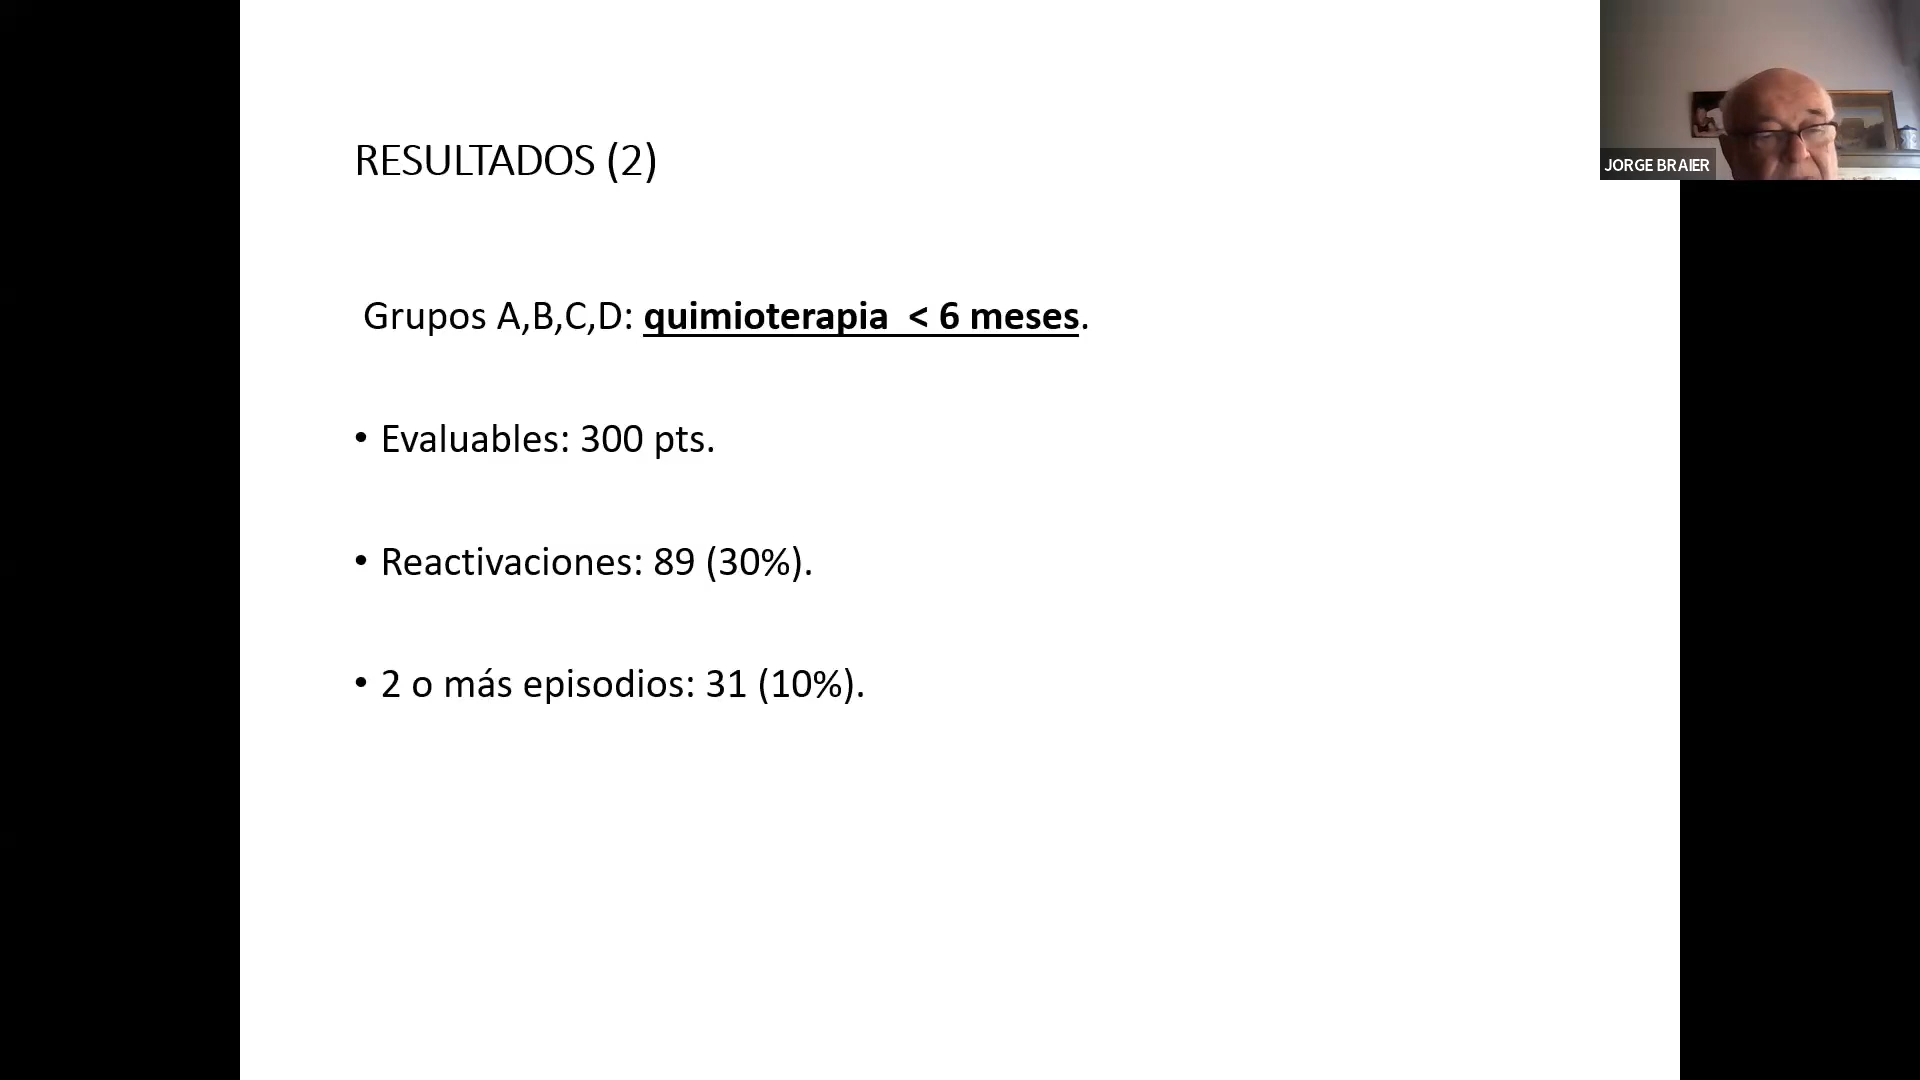 RESULTADOS (2)
JORGE BRAIER
Grupos A,B,C,D: quimioterapia  < 6 meses.
• Evaluables: 300 pts.
• Reactivaciones: 89 (30%).
• 2 o más episodios: 31 (10%).